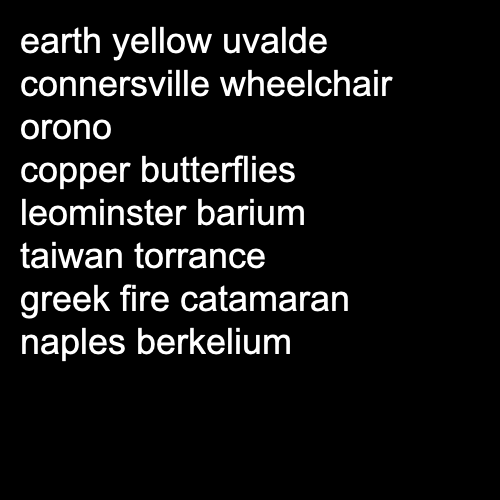 earth yellow uvalde
connersville wheelchair
orono
copper butterflies
leominster barium
taiwan torrance
greek fire catamaran
naples berkelium